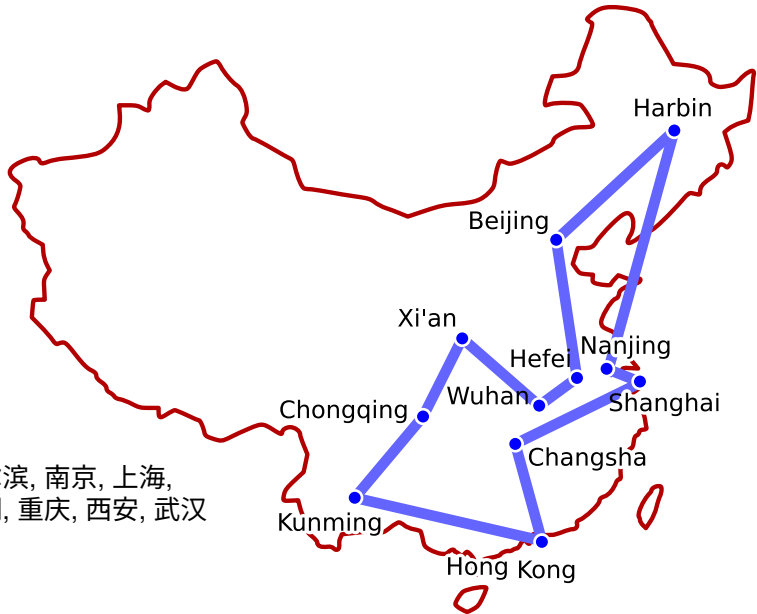 Harbin
Beijing
Xi'an
Nanjing
Hefei
Wuhan
Shanghai
Chongqing
Changsha
滨, 南京, 上海,
, 重庆, 西安, 武汉
Kunming
Hong Kong